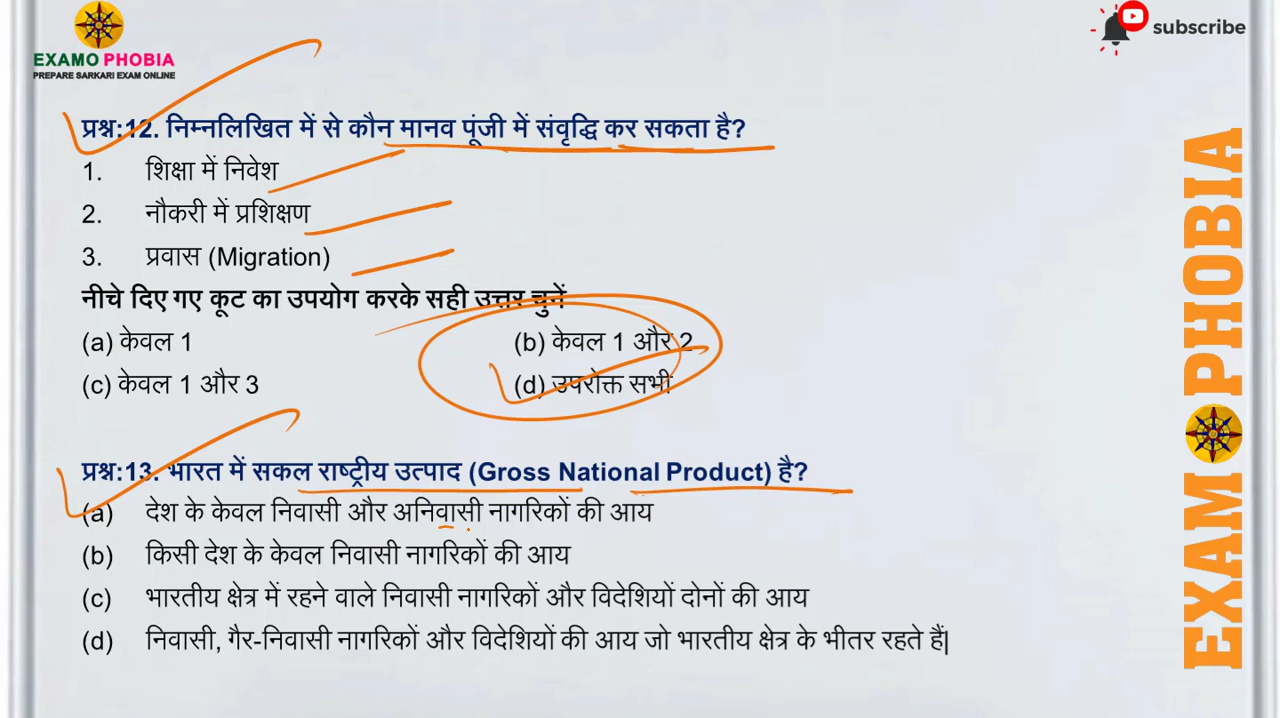 EXAMO PHOBIA
PREPARE SARKARI EXAM ONLINE
subscribe
प्रश्न:12. निम्नलिखित में से कौन मानव पूंजी में संवृद्धि कर सकता है?
1. शिक्षा में निवेश
2. नौकरी में प्रशिक्षण
3. प्रवास (Migration)
नीचे दिए गए कूट का उपयोग करके सही उत्तर चुनें
(a) केवल 1 (b) केवल 1 और 2
(c) केवल 1 और 3 (d) उपरोक्त सभी
प्रश्न:13. भारत में सकल राष्ट्रीय उत्पाद (Gross National Product) है?
(a) देश के केवल निवासी और अनिवासी नागरिकों की आय
(b) किसी देश के केवल निवासी नागरिकों की आय
(c) भारतीय क्षेत्र में रहने वाले निवासी नागरिकों और विदेशियों दोनों की आय
(d) निवासी, गैर-निवासी नागरिकों और विदेशियों की आय जो भारतीय क्षेत्र के भीतर रहते हैं|
EXAMO PHOBIA